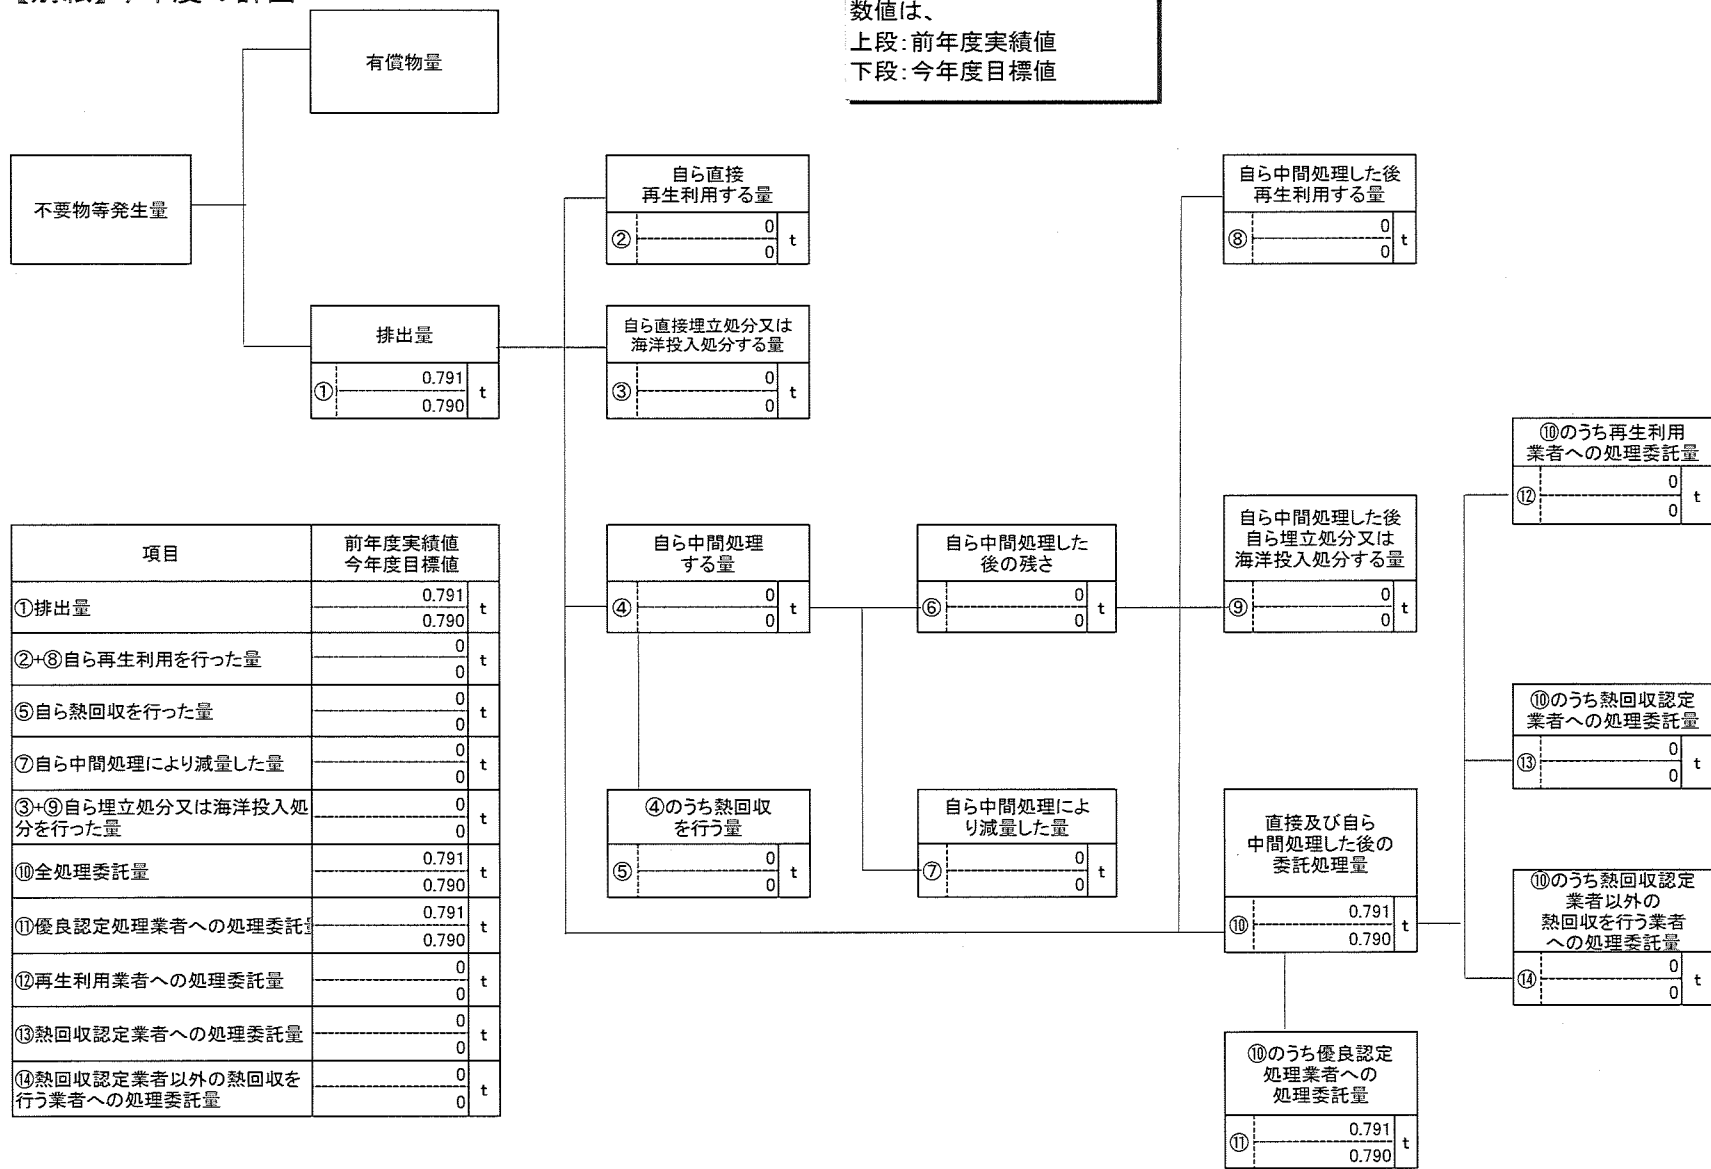 数値は、
上段:前年度実績値
下段:今年度目標値
有償物量
不要物等発生量
排出量
① 0.791 t
0.790
自ら直接
再生利用する量
② 0 t
0
自ら直接埋立処分又は
海洋投入処分する量
③ 0 t
0
自ら中間処理
する量
④ 0 t
0
④のうち熱回収
を行う量
⑤ 0 t
0
自ら中間処理した
後の残さ
⑥ 0 t
0
自ら中間処理によ
り減量した量
⑦ 0 t
0
自ら中間処理した後
再生利用する量
⑧ 0 t
0
自ら中間処理した後
自ら埋立処分又は
海洋投入処分する量
⑨ 0 t
0
直接及び自ら
中間処理した後の
委託処理量
⑩ 0.791 t
0.790
⑩のうち優良認定
処理業者への
処理委託量
⑪ 0.791 t
0.790
⑩のうち再生利用
業者への処理委託量
⑫ 0 t
0
⑩のうち熱回収認定
業者への処理委託量
⑬ 0 t
0
⑩のうち熱回収認定
業者以外の
熱回収を行う業者
への処理委託量
⑭ 0 t
0
項目 前年度実績値
今年度目標値
①排出量 0.791 t
0.790
②+⑧自ら再生利用を行った量 0 t
0
⑤自ら熱回収を行った量 0 t
0
⑦自ら中間処理により減量した量 0 t
0
③+⑨自ら埋立処分又は海洋投入処
分を行った量 0 t
0
⑩全処理委託量 0.791 t
0.790
⑪優良認定処理業者への処理委託 0.791 t
0.790
⑫再生利用業者への処理委託量 0 t
0
⑬熱回収認定業者への処理委託量 0 t
0
⑭熱回収認定業者以外の熱回収を
行う業者への処理委託量 0 t
0